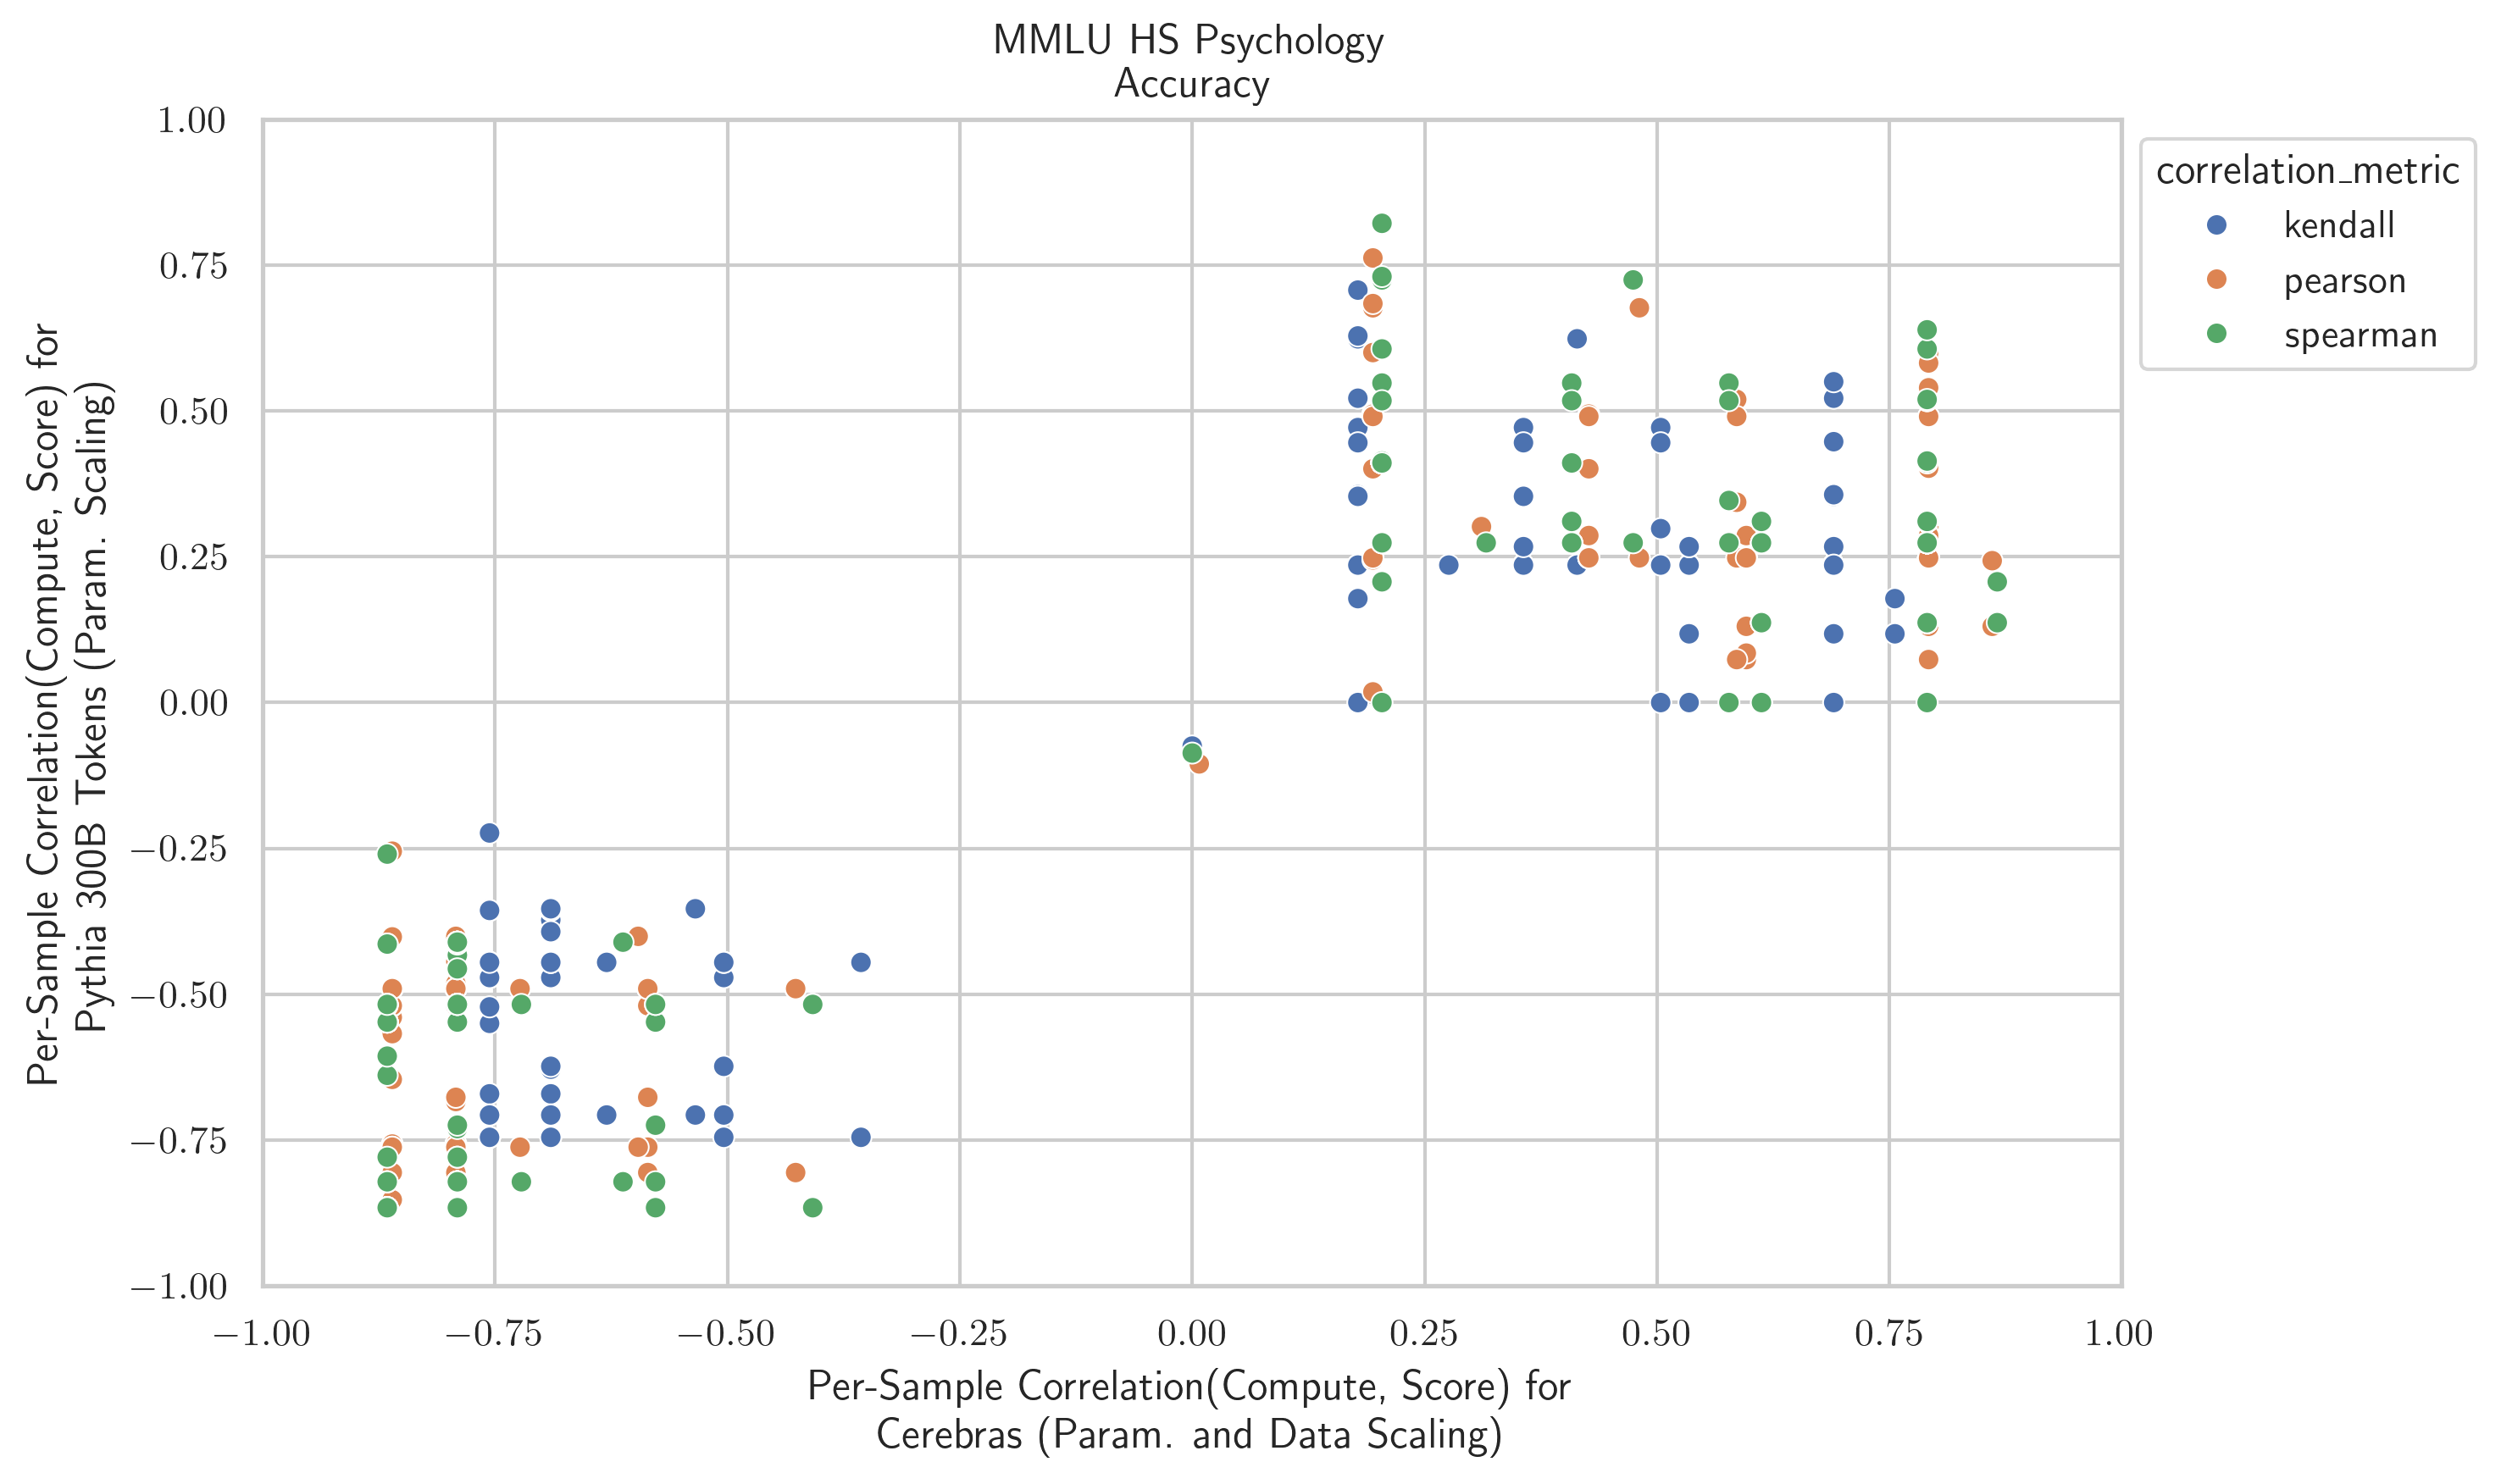 MMLU HS Psychology
Accuracy
Per-Sample Correlation(Compute, Score) for
Pythia 300B Tokens (Param. Scaling)
1.00
0.75
0.50
0.25
0.00
−0.25
−0.50
−0.75
−1.00
−1.00 −0.75 −0.50 −0.25 0.00 0.25 0.50 0.75 1.00
Per-Sample Correlation(Compute, Score) for
Cerebras (Param. and Data Scaling)
correlation_metric
kendall
pearson
spearman